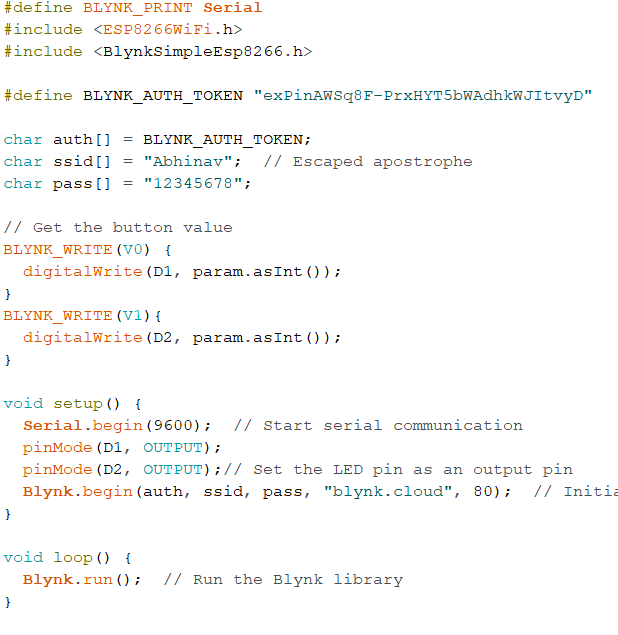 #define BLYNK_PRINT Serial
#include <ESP8266WiFi.h>
#include <BlynkSimpleEsp8266.h>

#define BLYNK_AUTH_TOKEN "exPinAWSq8F-PrxHYT5bWAdhkWJItvyD"

char auth[] = BLYNK_AUTH_TOKEN;
char ssid[] = "Abhinav";  // Escaped apostrophe
char pass[] = "12345678";

// Get the button value
BLYNK_WRITE(V0) {
  digitalWrite(D1, param.asInt());
}
BLYNK_WRITE(V1){
  digitalWrite(D2, param.asInt());
}

void setup() {
  Serial.begin(9600);  // Start serial communication
  pinMode(D1, OUTPUT);
  pinMode(D2, OUTPUT);// Set the LED pin as an output pin
  Blynk.begin(auth, ssid, pass, "blynk.cloud", 80);  //
}

void loop() {
  Blynk.run();  // Run the Blynk library
}